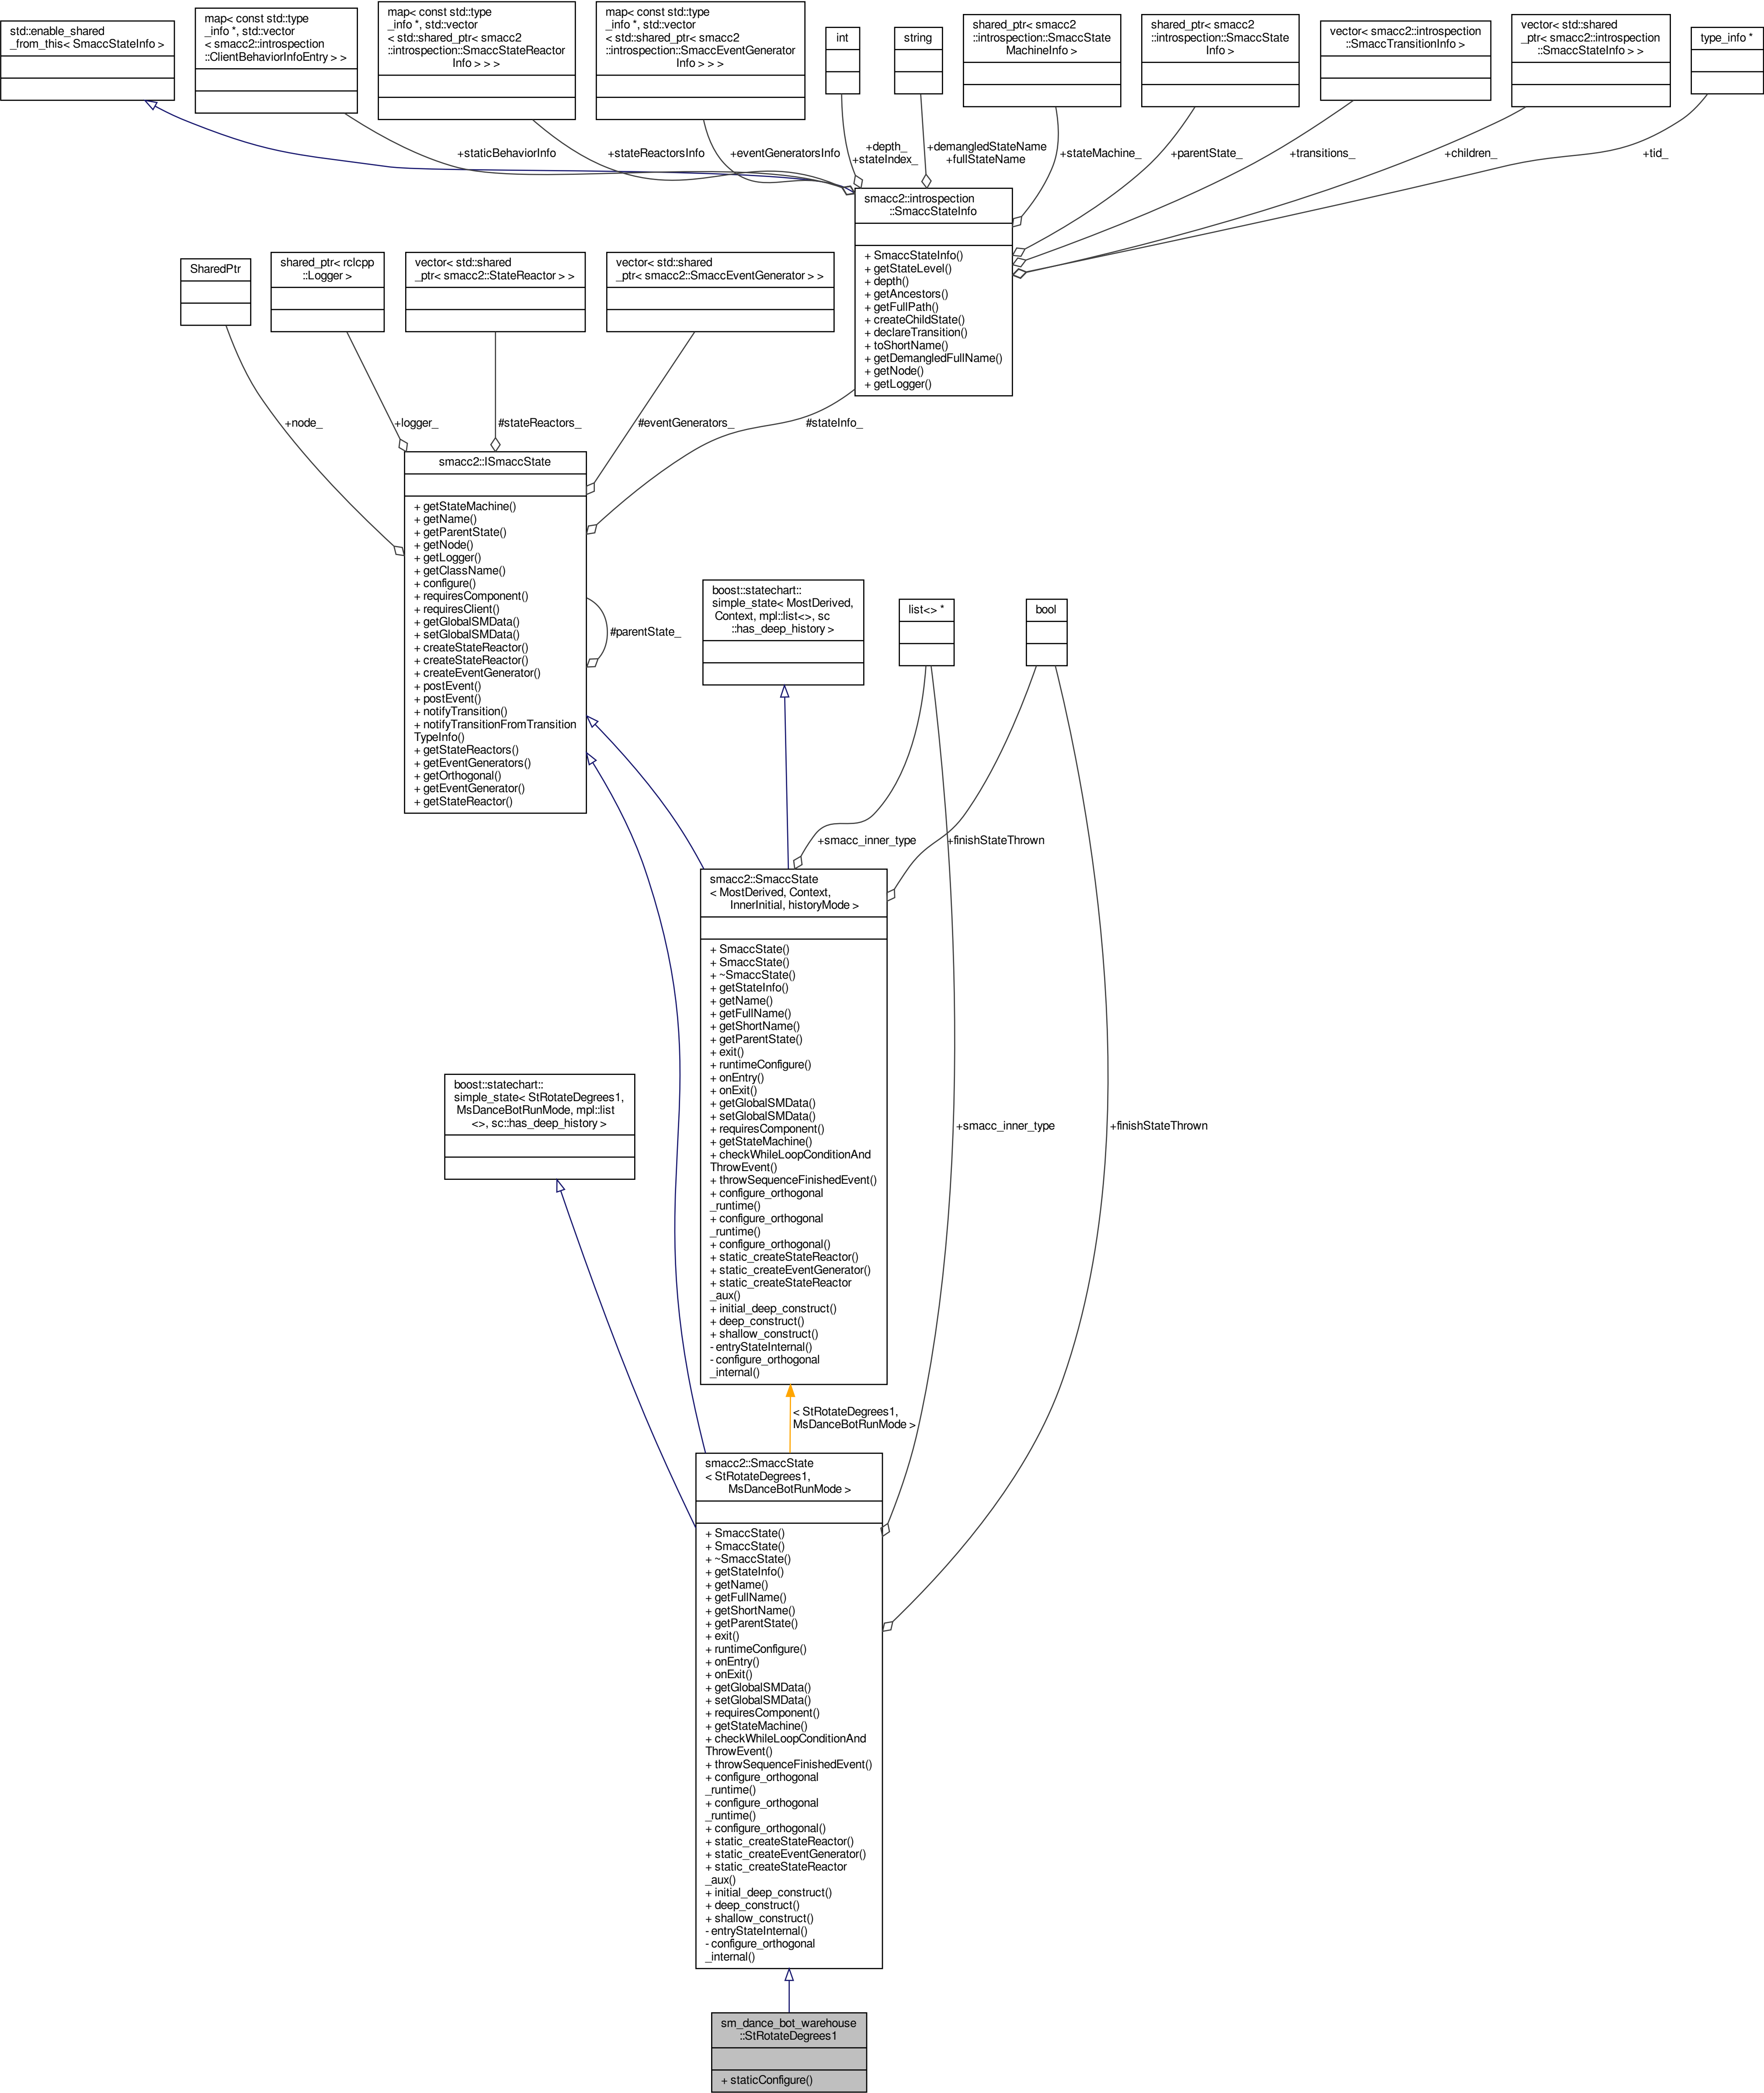 std::enable_shared
_from_this< SmaccStateInfo >
map< const std::type
_info *, std::vector
< smacc2::introspection
::ClientBehaviorInfoEntry > >
map< const std::type
_info *, std::vector
< std::shared_ptr< smacc2
::introspection::SmaccStateReactor
Info > > >
map< const std::type
_info *, std::vector
< std::shared_ptr< smacc2
::introspection::SmaccEventGenerator
Info > > >
int
string
shared_ptr< smacc2
::introspection::SmaccState
MachineInfo >
shared_ptr< smacc2
::introspection::SmaccState
Info >
vector< smacc2::introspection
::SmaccTransitionInfo >
vector< std::shared
_ptr< smacc2::introspection
::SmaccStateInfo > >
type_info *
+staticBehaviorInfo
+stateReactorsInfo
+eventGeneratorsInfo
+depth_
+stateIndex_
+demangledStateName
+fullStateName
+stateMachine_
+parentState_
+transitions_
+children_
+tid_
smacc2::introspection
::SmaccStateInfo
+ SmaccStateInfo()
+ getStateLevel()
+ depth()
+ getAncestors()
+ getFullPath()
+ createChildState()
+ declareTransition()
+ toShortName()
+ getDemangledFullName()
+ getNode()
+ getLogger()
SharedPtr
shared_ptr< rclcpp
::Logger >
vector< std::shared
_ptr< smacc2::StateReactor > >
vector< std::shared
_ptr< smacc2::SmaccEventGenerator > >
+node_
+logger_
#stateReactors_
#eventGenerators_
#stateInfo_
smacc2::ISmaccState
+ getStateMachine()
+ getName()
+ getParentState()
+ getNode()
+ getLogger()
+ getClassName()
+ configure()
+ requiresComponent()
+ requiresClient()
+ getGlobalSMData()
+ setGlobalSMData()
+ createStateReactor()
+ createStateReactor()
+ createEventGenerator()
+ postEvent()
+ postEvent()
+ notifyTransition()
+ notifyTransitionFromTransition
TypeInfo()
+ getStateReactors()
+ getEventGenerators()
+ getOrthogonal()
+ getEventGenerator()
+ getStateReactor()
#parentState_
boost::statechart::
simple_state< MostDerived,
Context, mpl::list<>, sc
::has_deep_history >
list<> *
bool
+smacc_inner_type
+finishStateThrown
smacc2::SmaccState
< MostDerived, Context,
InnerInitial, historyMode >
+ SmaccState()
+ SmaccState()
+ ~SmaccState()
+ getStateInfo()
+ getName()
+ getFullName()
+ getShortName()
+ getParentState()
+ exit()
+ runtimeConfigure()
+ onEntry()
+ onExit()
+ getGlobalSMData()
+ setGlobalSMData()
+ requiresComponent()
+ getStateMachine()
+ checkWhileLoopConditionAnd
ThrowEvent()
+ throwSequenceFinishedEvent()
+ configure_orthogonal
_runtime()
+ configure_orthogonal
_runtime()
+ configure_orthogonal()
+ static_createStateReactor()
+ static_createEventGenerator()
+ static_createStateReactor
_aux()
+ initial_deep_construct()
+ deep_construct()
+ shallow_construct()
- entryStateInternal()
- configure_orthogonal
_internal()
boost::statechart::
simple_state< StRotateDegrees1,
MsDanceBotRunMode, mpl::list
<>, sc::has_deep_history >
+smacc_inner_type
+finishStateThrown
< StRotateDegrees1,
MsDanceBotRunMode >
smacc2::SmaccState
< StRotateDegrees1,
MsDanceBotRunMode >
+ SmaccState()
+ SmaccState()
+ ~SmaccState()
+ getStateInfo()
+ getName()
+ getFullName()
+ getShortName()
+ getParentState()
+ exit()
+ runtimeConfigure()
+ onEntry()
+ onExit()
+ getGlobalSMData()
+ setGlobalSMData()
+ requiresComponent()
+ getStateMachine()
+ checkWhileLoopConditionAnd
ThrowEvent()
+ throwSequenceFinishedEvent()
+ configure_orthogonal
_runtime()
+ configure_orthogonal
_runtime()
+ configure_orthogonal()
+ static_createStateReactor()
+ static_createEventGenerator()
+ static_createStateReactor
_aux()
+ initial_deep_construct()
+ deep_construct()
+ shallow_construct()
- entryStateInternal()
- configure_orthogonal
_internal()
sm_dance_bot_warehouse
::StRotateDegrees1
+ staticConfigure()